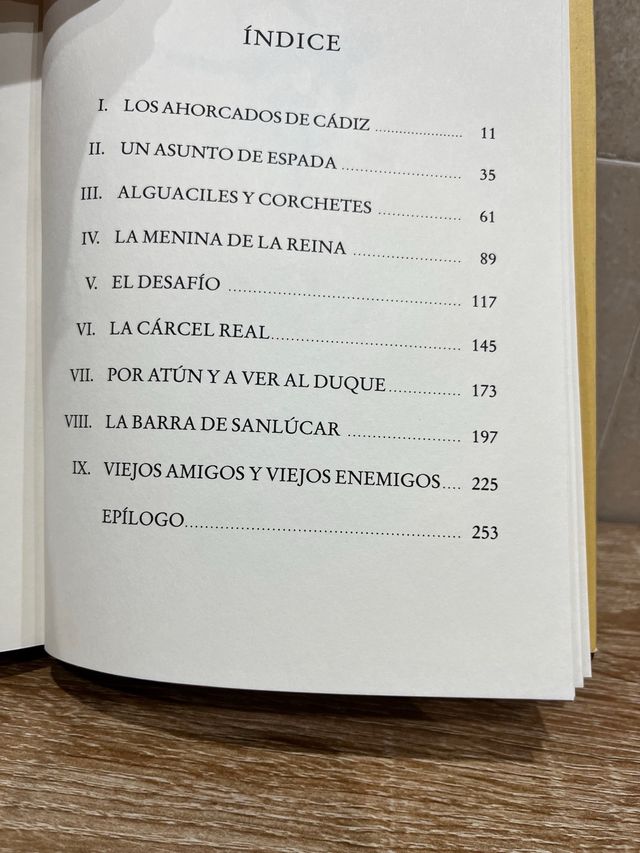 ÍNDICE
I. LOS AHORCADOS DE CÁDIZ ........................ 11
II. UN ASUNTO DE ESPADA ................................. 35
III. ALGUACILES Y CORCHETES ....................... 61
IV. LA MENINA DE LA REINA ............................. 89
V. EL DESAFÍO ................................................... 117
VI. LA CÁRCEL REAL.......................................... 145
VII. POR ATÚN Y A VER AL DUQUE................ 173
VIII. LA BARRA DE SANLÚCAR ......................... 197
IX. VIEJOS AMIGOS Y VIEJOS ENEMIGOS.... 225
EPÍLOGO............................................................. 253